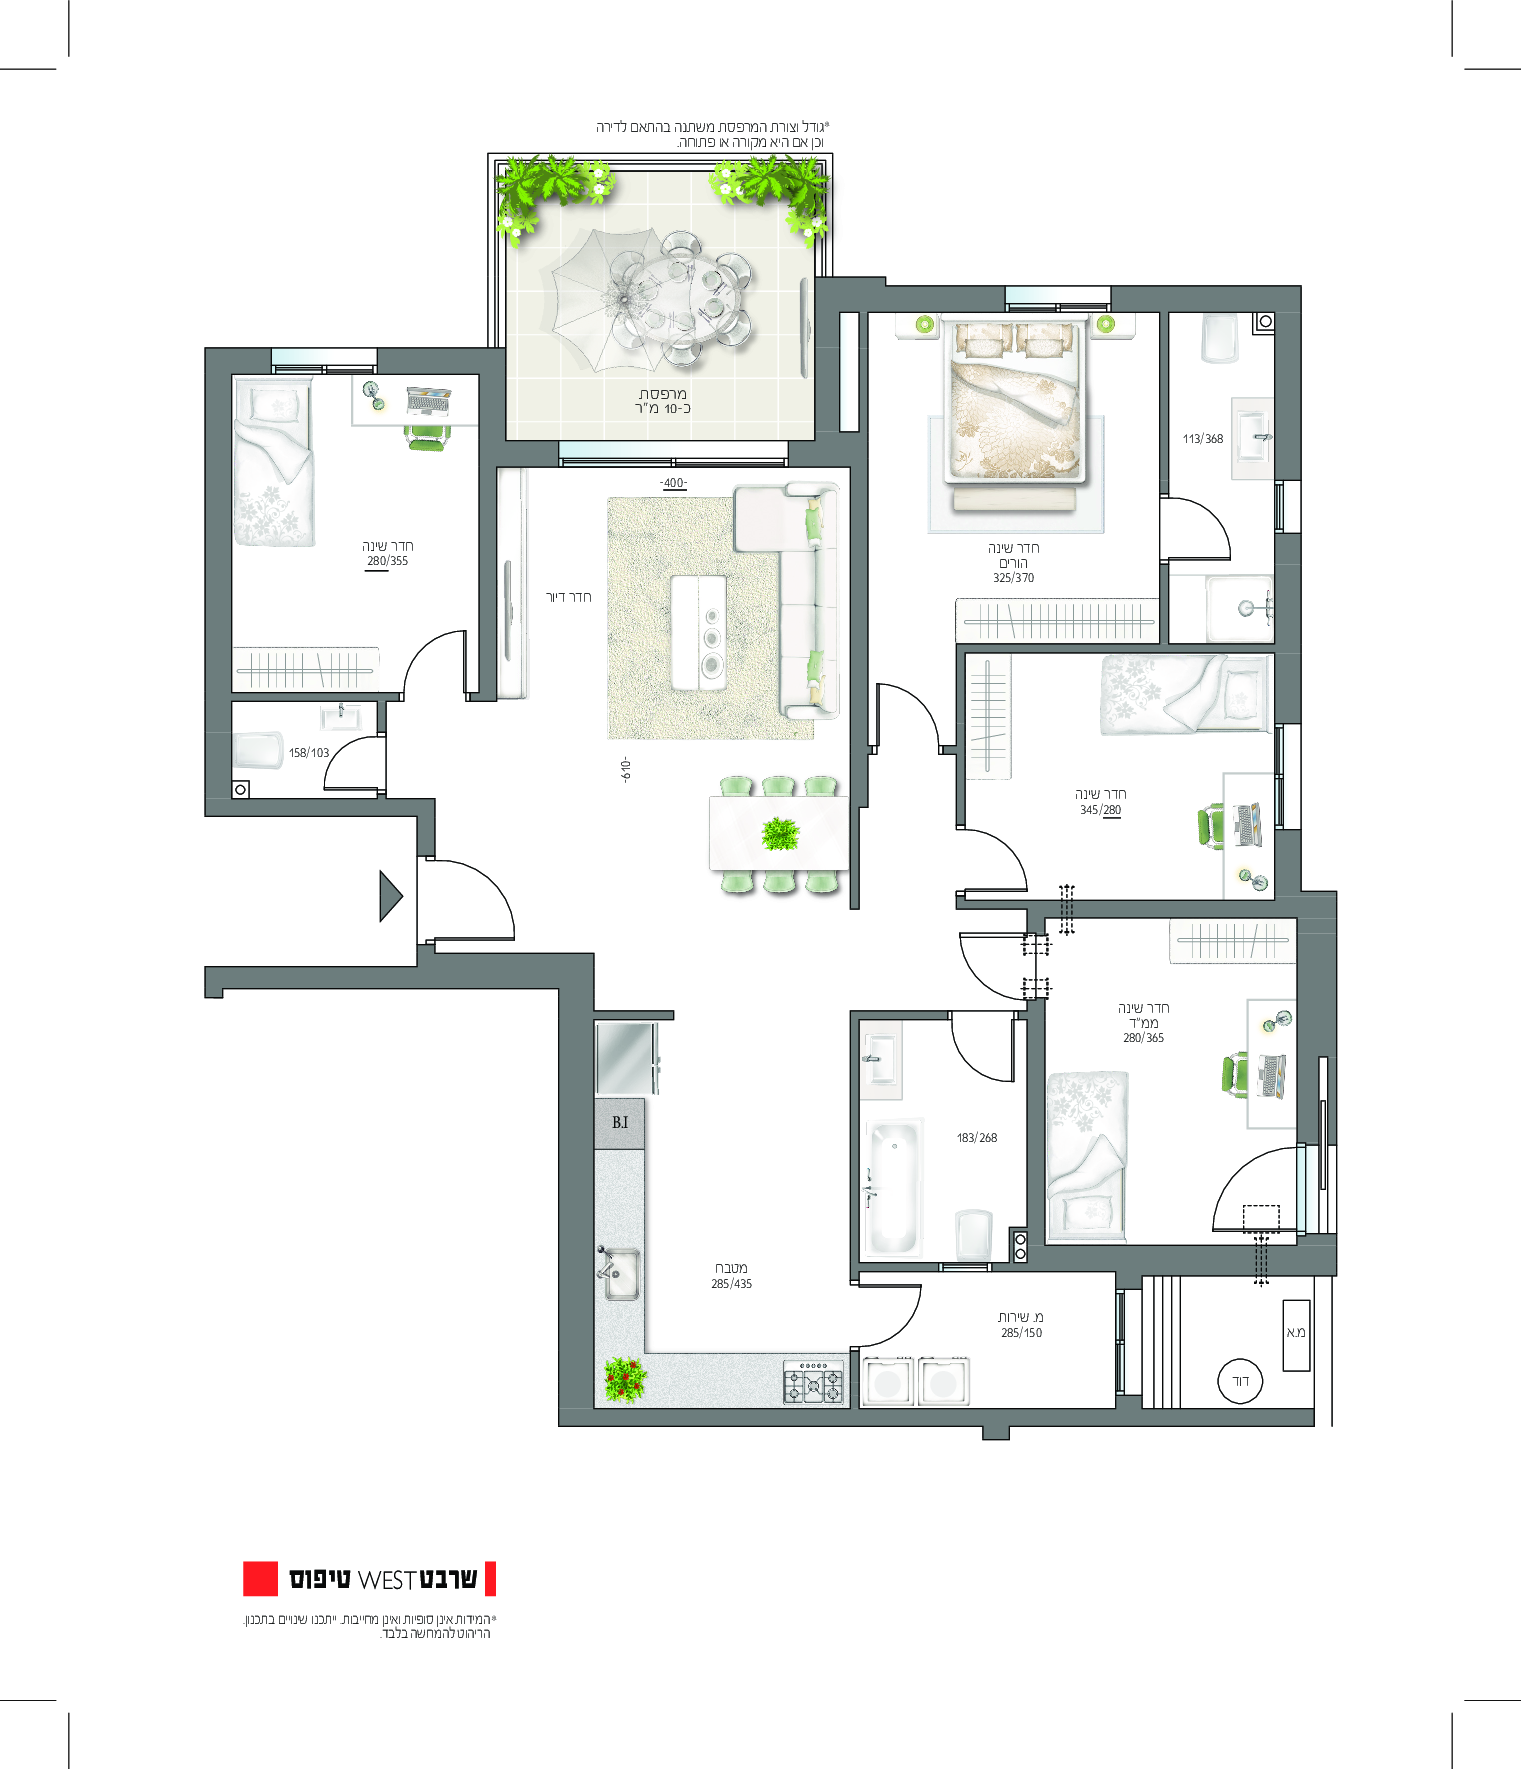 *גודל וצורת המרפסת משתנה בהתאם לדירה
וכן אם היא מקורה או פתוחה.
מרפסת
כ-10 מ"ר
113/368
-400-
חדר שינה
280/355
חדר שינה
הורים
325/370
חדר דיור
158/103
-610-
חדר שינה
345/280
חדר שינה
ממ"ד
280/365
B.I
183/268
מטבח
285/435
מ. שירות
285/150
מ.א
דוד
שרבט WEST טיפוס
*המידות אינן סופיות ואינן מחייבות. ייתכנו שינויים בתכנון.
הריהוט להמחשה בלבד.